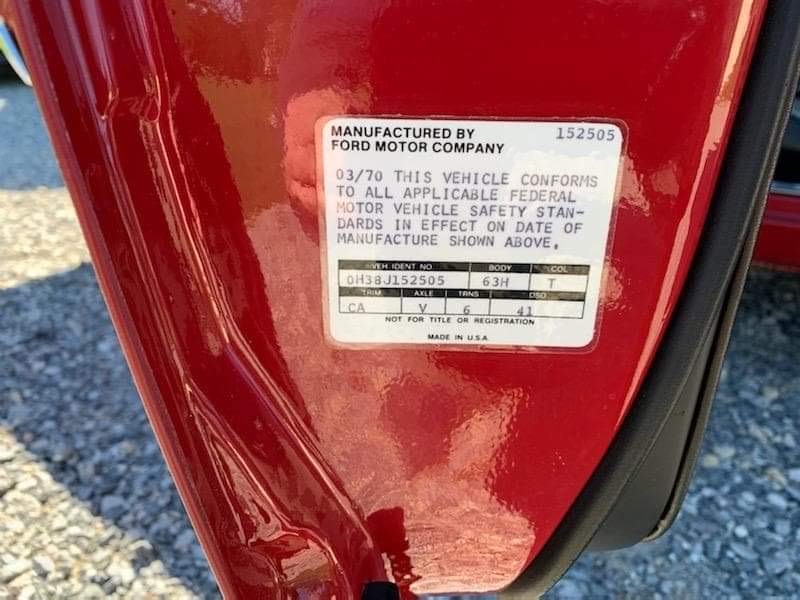 MANUFACTURED BY 152505
FORD MOTOR COMPANY
03/70 THIS VEHICLE CONFORMS
TO ALL APPLICABLE FEDERAL
MOTOR VEHICLE SAFETY STAN-
DARDS IN EFFECT ON DATE OF
MANUFACTURE SHOWN ABOVE.
VEH IDENT NO BODY COL
0H38J152505 63H T
TRIM AXLE TRNS DSO
CA V 6 41
NOT FOR TITLE OR REGISTRATION
MADE IN U.S.A.